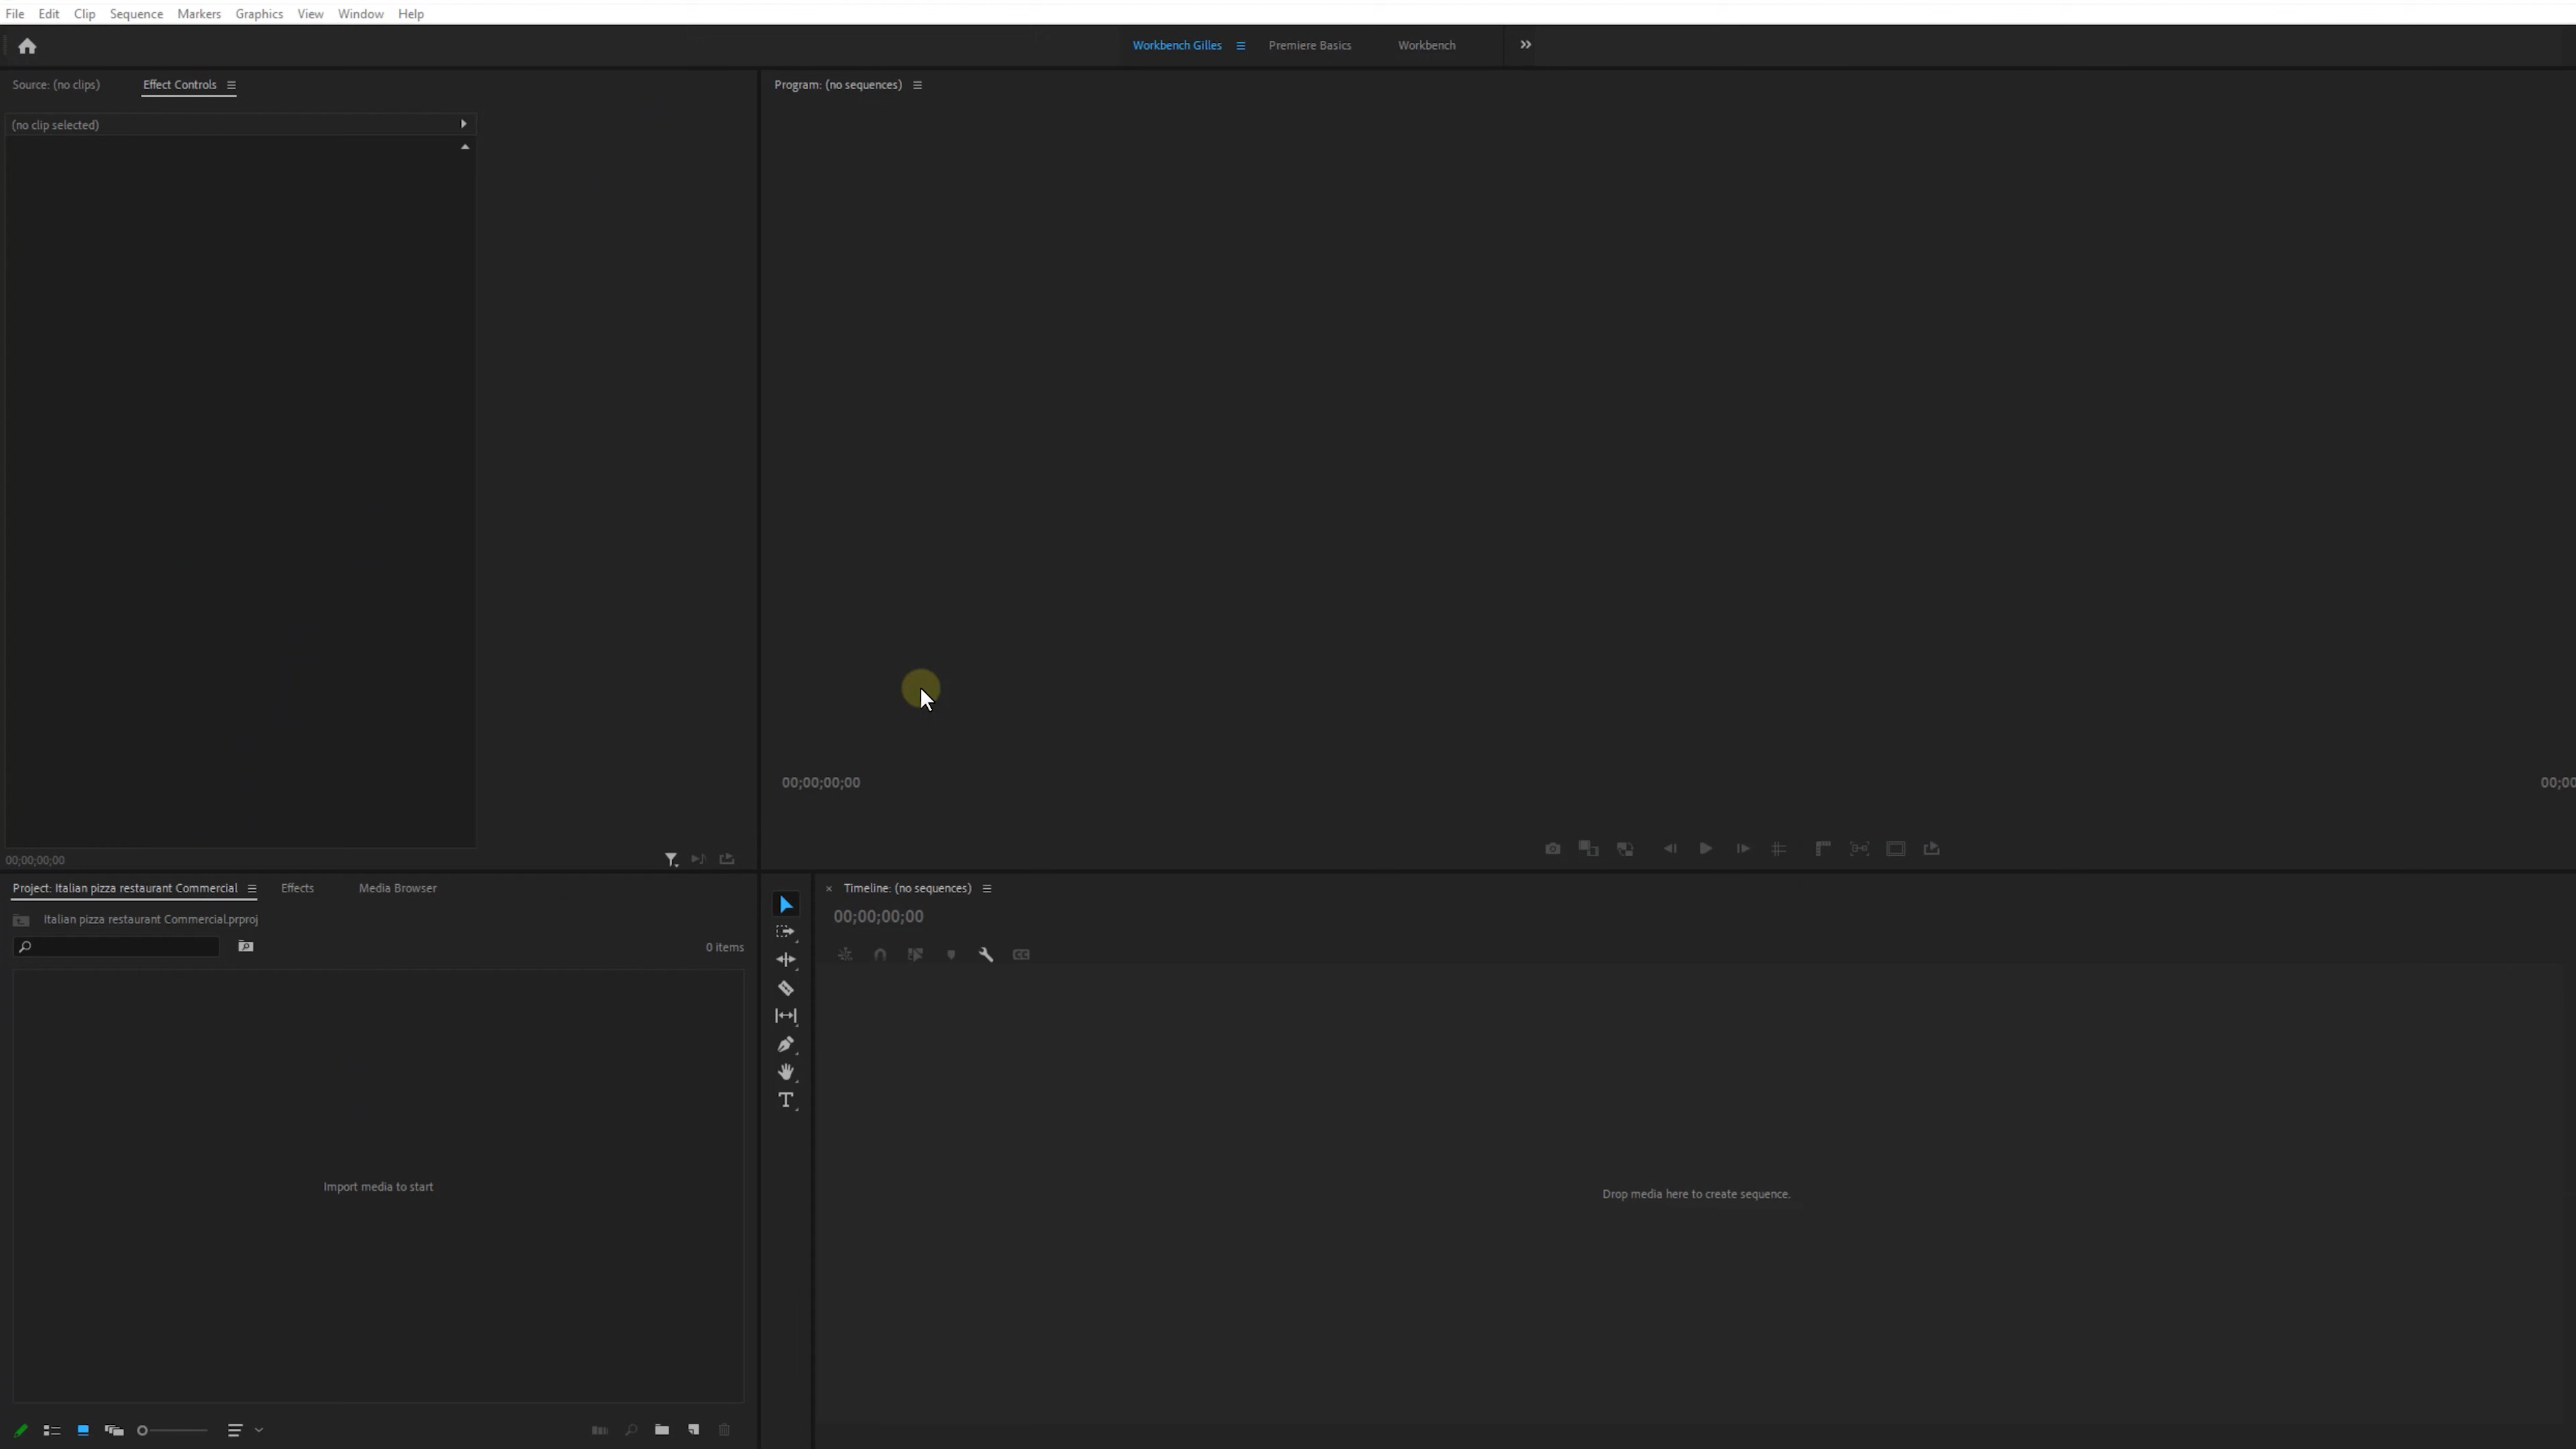 File Edit Clip Sequence Markers Graphics View Window Help
Workbench Gilles Premiere Basics Workbench
Source: (no clips) Effect Controls
Program: (no sequences)
(no clip selected)
00;00;00;00
00;00
00;00;00;00
Project: Italian pizza restaurant Commercial Effects Media Browser
Timeline: (no sequences)
Italian pizza restaurant Commercial.prproj
00;00;00;00
0 items
CC
T
Import media to start
Drop media here to create sequence.